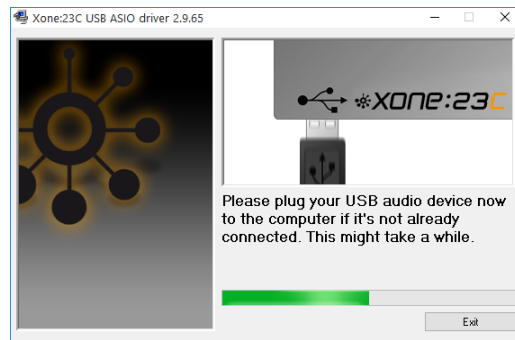 Xone:23C USB ASIO driver 2.9.65
XONE:23C
Please plug your USB audio device now
to the computer if it's not already
connected. This might take a while.
Exit